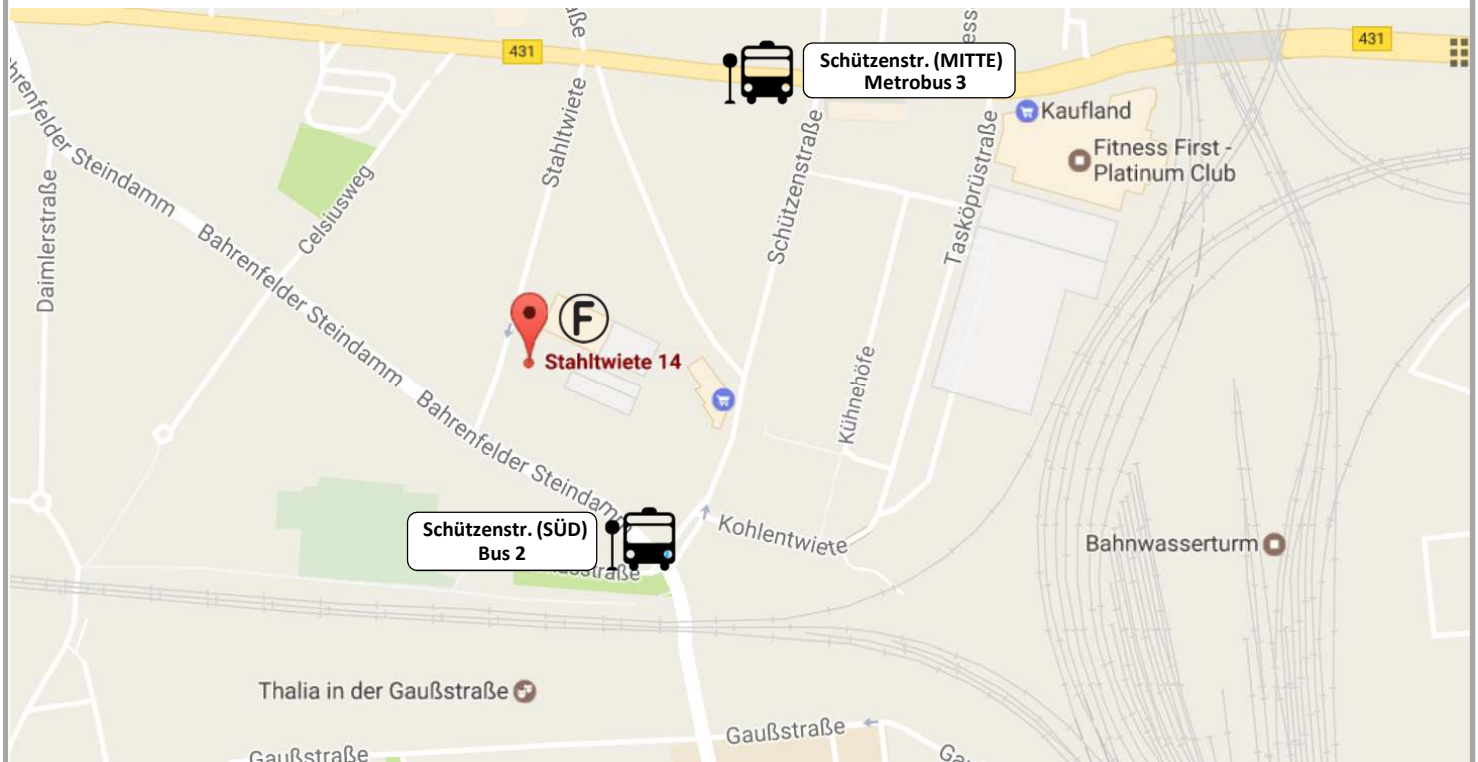 431
Schützenstr. (MITTE)
Metrobus 3
431
Kaufland
Fitness First -
Platinum Club
Stahltwiete
Schützenstraße
Tasköprüstraße
Bahrenfelder Steindamm
Daimlerstraße
Celsiusweg
Bahrenfelder Steindamm
F
Stahltwiete 14
Kühnehöfe
Bahrenfelder Steindamm
Schützenstr. (SÜD)
Bus 2
Kohlentwiete
Bahnwasserturm
Thalia in der Gaußstraße
Gaußstraße
Gaußstraße